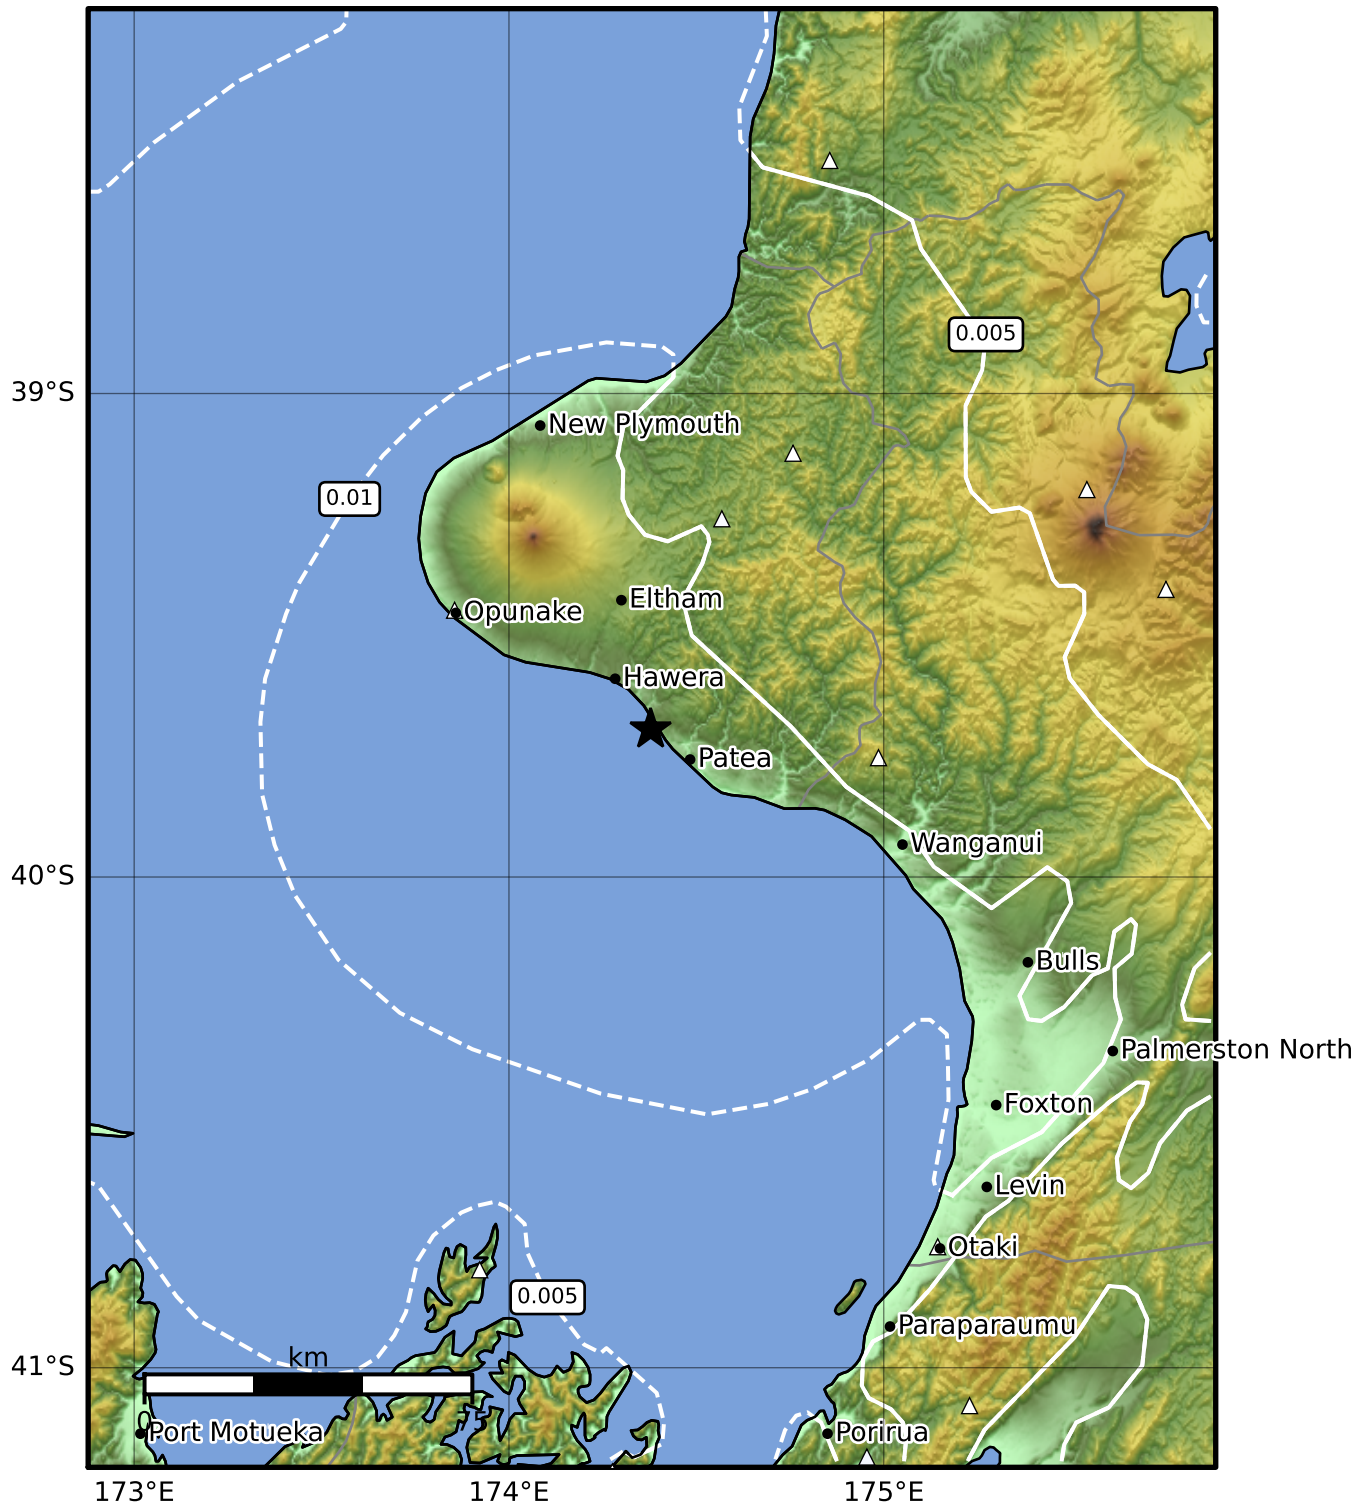 0.005
39°S
New Plymouth
0.01
Eltham
Opunake
Hawera
Patea
Wanganui
40°S
Bulls
Palmerston North
Foxton
Levin
Otaki
0.005
Paraparaumu
km
41°S
0
Port Motueka
Porirua
173°E
174°E
175°E